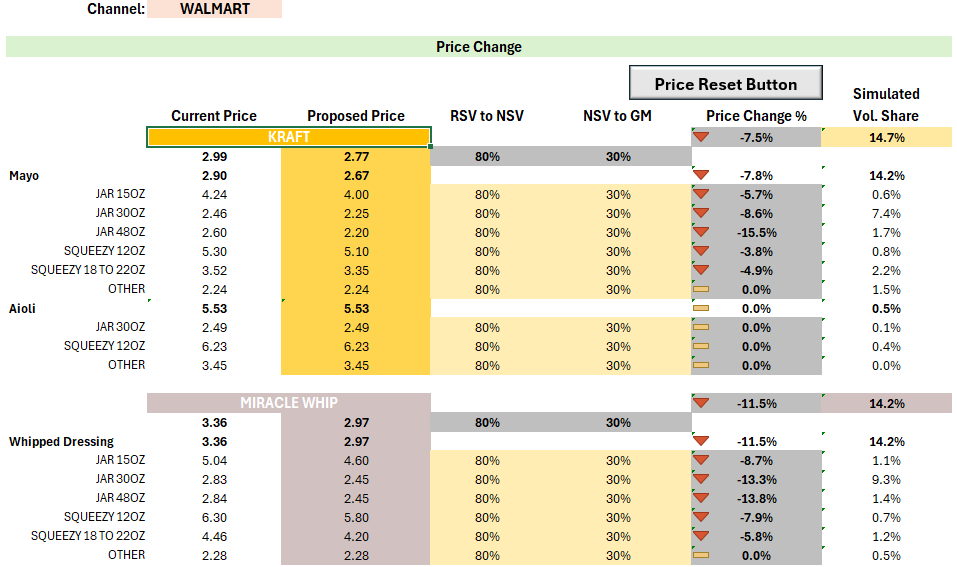 Channel: WALMART
Price Change
Price Reset Button
Simulated
Current Price Proposed Price RSV to NSV NSV to GM Price Change % Vol. Share
KRAFT -7.5% 14.7%
2.99 2.77 80% 30%
Mayo 2.90 2.67 -7.8% 14.2%
JAR 15OZ 4.24 4.00 80% 30% -5.7% 0.6%
JAR 30OZ 2.46 2.25 80% 30% -8.6% 7.4%
JAR 48OZ 2.60 2.20 80% 30% -15.5% 1.7%
SQUEEZY 12OZ 5.30 5.10 80% 30% -3.8% 0.8%
SQUEEZY 18 TO 22OZ 3.52 3.35 80% 30% -4.9% 2.2%
OTHER 2.24 2.24 80% 30% 0.0% 1.5%
Aioli 5.53 5.53 0.0% 0.5%
JAR 30OZ 2.49 2.49 80% 30% 0.0% 0.1%
SQUEEZY 12OZ 6.23 6.23 80% 30% 0.0% 0.4%
OTHER 3.45 3.45 80% 30% 0.0% 0.0%
MIRACLE WHIP -11.5% 14.2%
3.36 2.97 80% 30%
Whipped Dressing 3.36 2.97 -11.5% 14.2%
JAR 15OZ 5.04 4.60 80% 30% -8.7% 1.1%
JAR 30OZ 2.83 2.45 80% 30% -13.3% 9.3%
JAR 48OZ 2.84 2.45 80% 30% -13.8% 1.4%
SQUEEZY 12OZ 6.30 5.80 80% 30% -7.9% 0.7%
SQUEEZY 18 TO 22OZ 4.46 4.20 80% 30% -5.8% 1.2%
OTHER 2.28 2.28 80% 30% 0.0% 0.5%